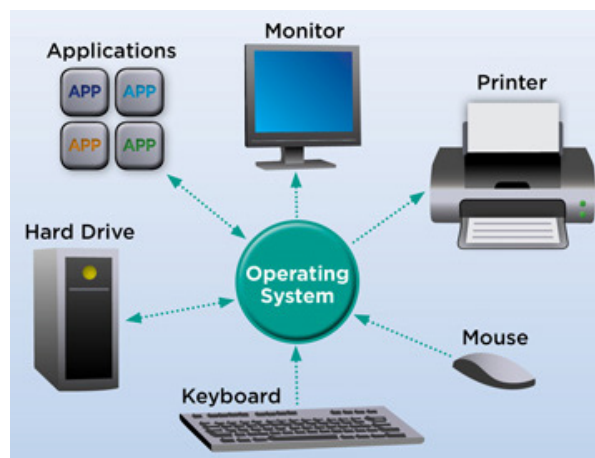 Monitor
Applications
Printer
APP APP
APP APP
Hard Drive
Operating
System
Mouse
Keyboard